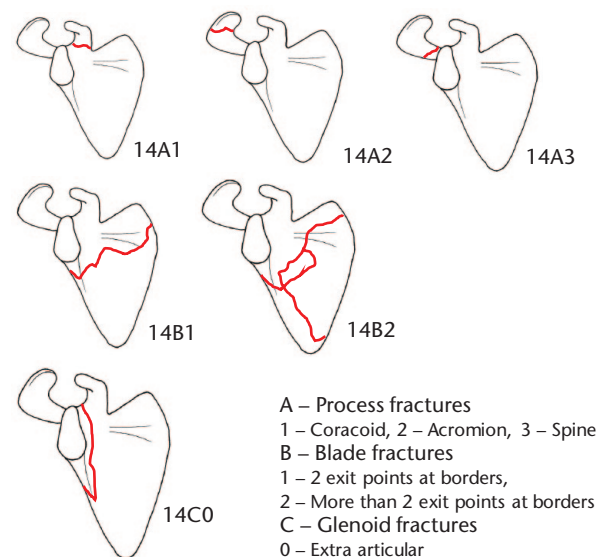 14A1
14A2
14A3
14B1
14B2
14C0
A – Process fractures
1 – Coracoid, 2 – Acromion, 3 – Spine
B – Blade fractures
1 – 2 exit points at borders,
2 – More than 2 exit points at borders
C – Glenoid fractures
0 – Extra articular